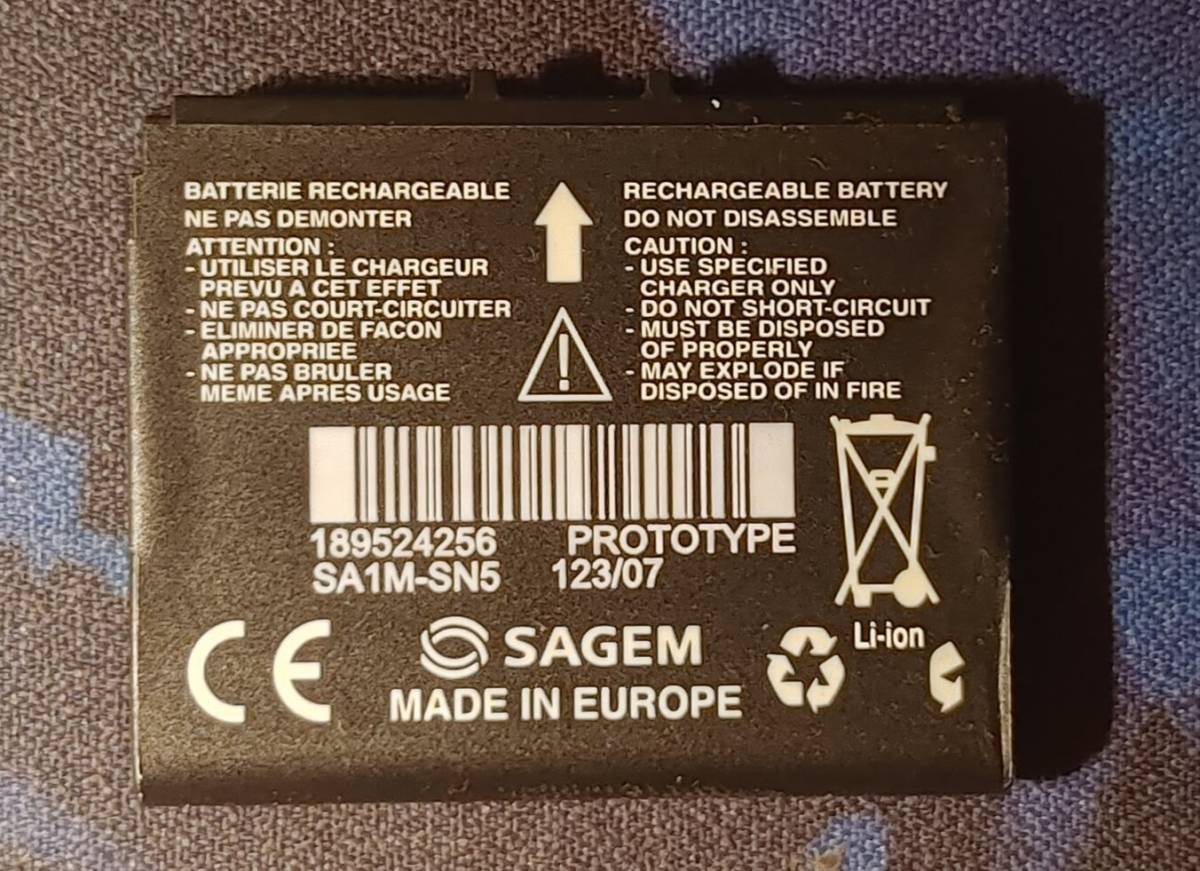 BATTERIE RECHARGEABLE
NE PAS DEMONTER
ATTENTION :
- UTILISER LE CHARGEUR
PREVU A CET EFFET
- NE PAS COURT-CIRCUITER
- ELIMINER DE FACON
APPROPRIEE
- NE PAS BRULER
MEME APRES USAGE
RECHARGEABLE BATTERY
DO NOT DISASSEMBLE
CAUTION :
- USE SPECIFIED
CHARGER ONLY
- DO NOT SHORT-CIRCUIT
- MUST BE DISPOSED
OF PROPERLY
- MAY EXPLODE IF
DISPOSED OF IN FIRE
189524256 PROTOTYPE
SA1M-SN5 123/07
CE
SAGEM
MADE IN EUROPE
Li-ion